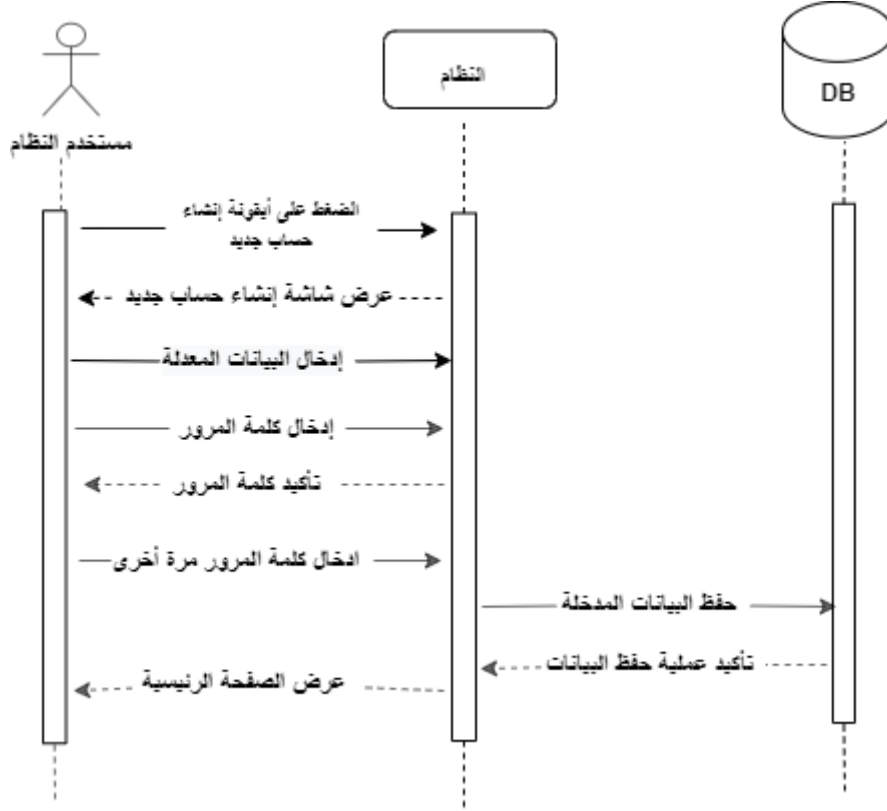 النظام
DB
مستخدم النظام
الضغط على أيقونة إنشاء
حساب جديد
عرض شاشة إنشاء حساب جديد
إدخال البيانات المعدلة
إدخال كلمة المرور
تأكيد كلمة المرور
ادخال كلمة المرور مرة أخرى
حفظ البيانات المدخلة
تأكيد عملية حفظ البيانات
عرض الصفحة الرئيسية